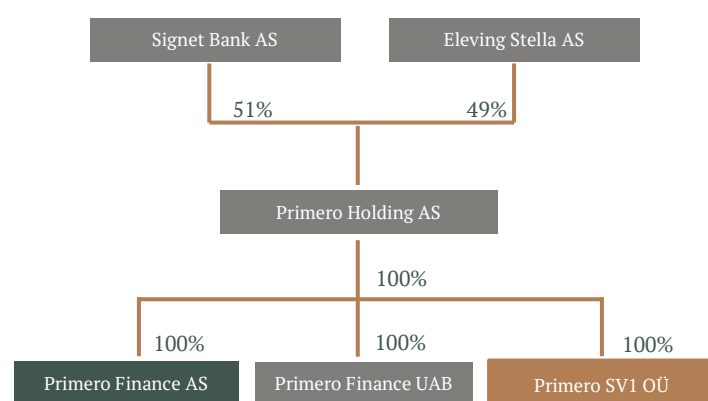 Signet Bank AS
Eleving Stella AS
51%
49%
Primero Holding AS
100%
100%
100%
100%
Primero Finance AS
Primero Finance UAB
Primero SV1 OÜ